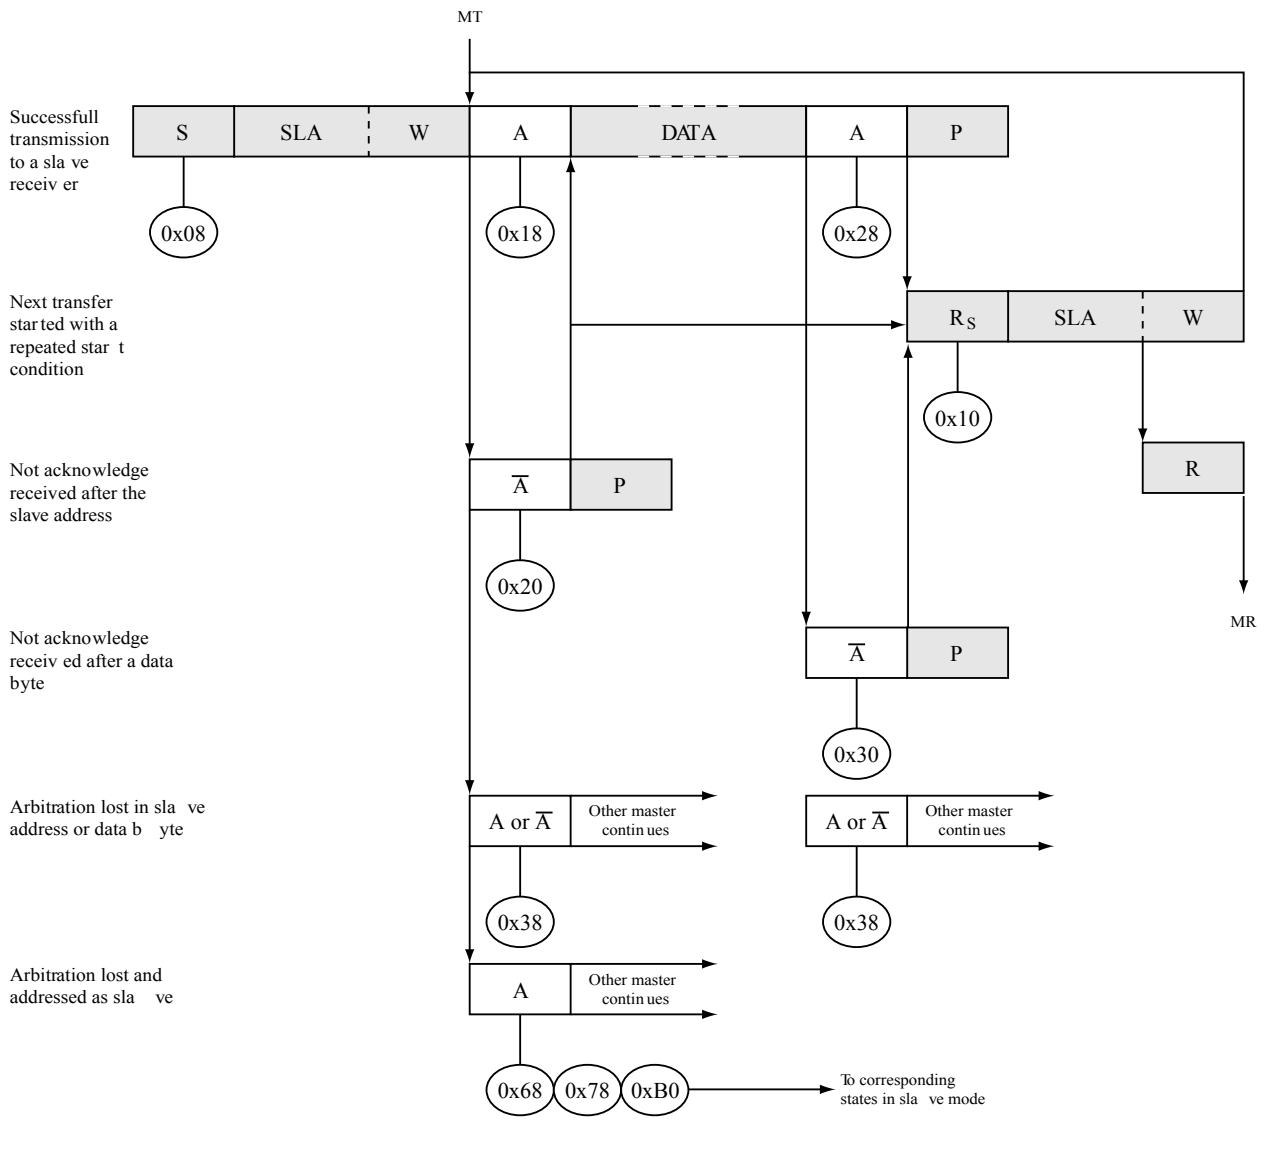 MT
Successfull
transmission
to a sla ve
receiv er
S SLA W A DATA A P
0x08 0x18 0x28
Next transfer
started with a
repeated star t
condition
RS SLA W
0x10
Not acknowledge
received after the
slave address
A̅ P
R
0x20
MR
Not acknowledge
receiv ed after a data
byte
A̅ P
0x30
Arbitration lost in sla ve
address or data b yte
A or A̅
Other master
contin ues
A or A̅
Other master
contin ues
0x38 0x38
Arbitration lost and
addressed as sla ve
A
Other master
contin ues
0x68 0x78 0xB0
To corresponding
states in sla ve mode